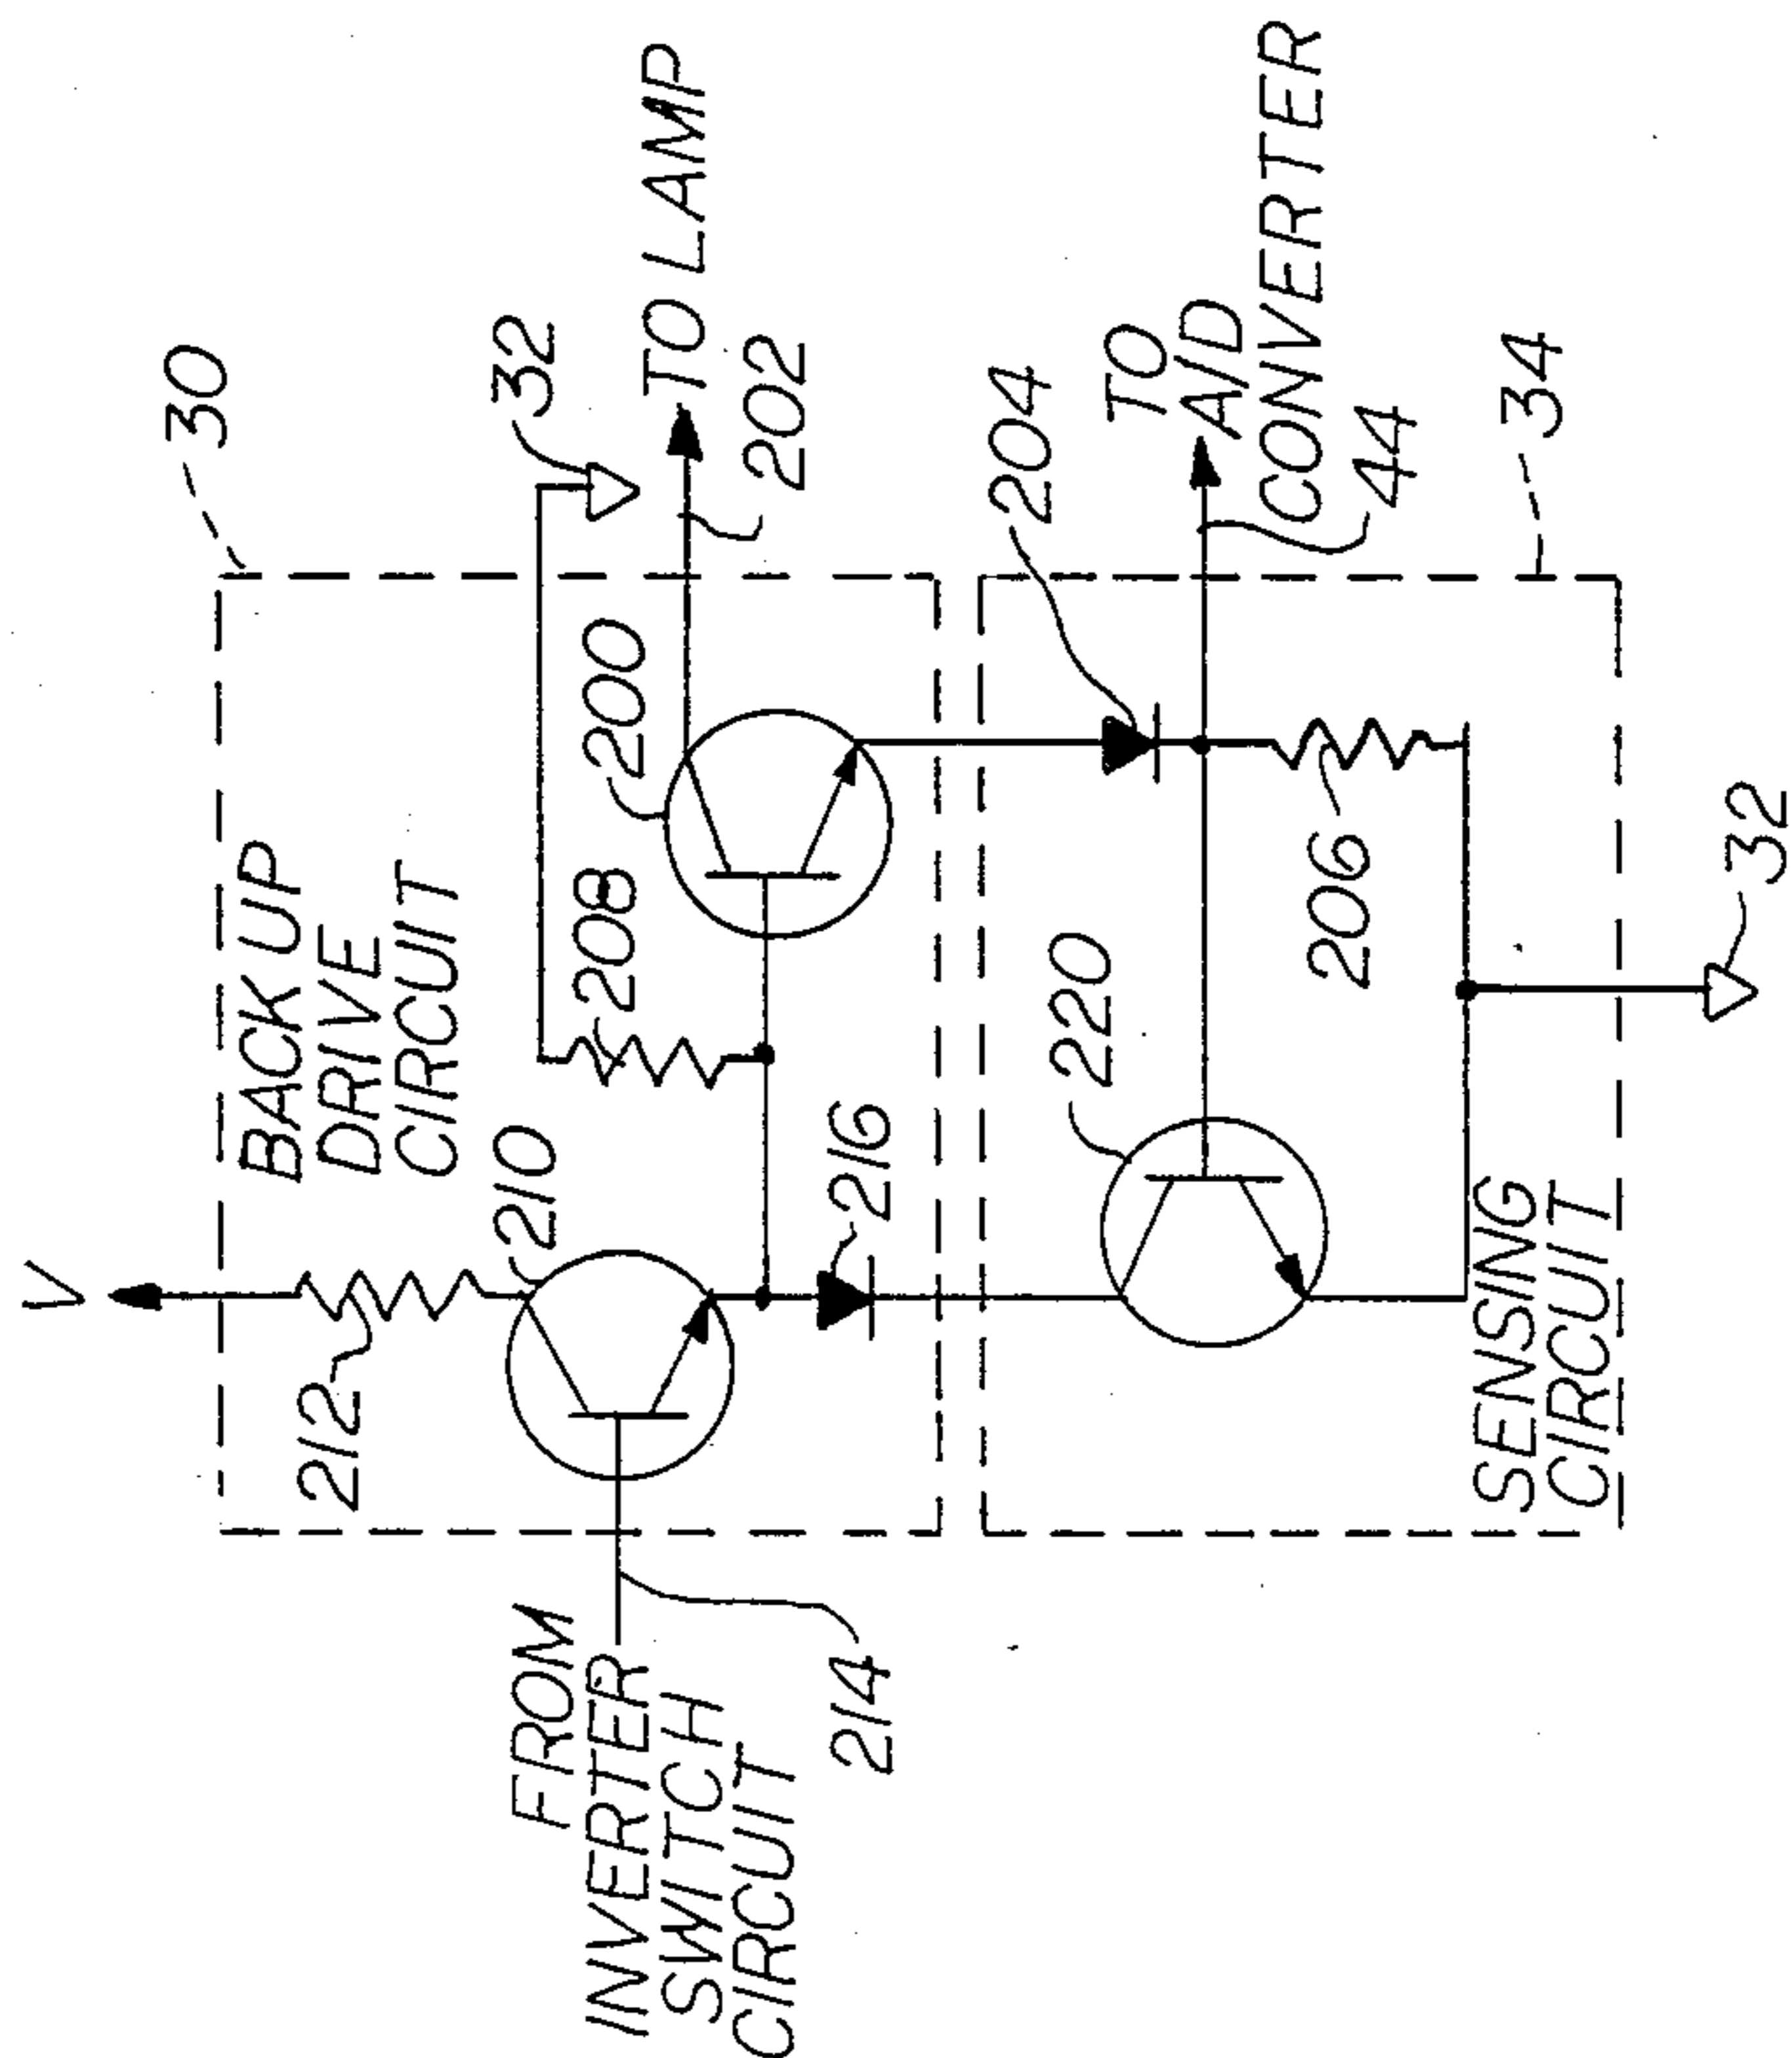 V
30
BACK UP
DRIVE
CIRCUIT
212
210
32
FROM
INVERTER
SWITCH
CIRCUIT
208
200
TO LAMP
202
214
216
204
220
TO
A/D
CONVERTER
206
44
SENSING
CIRCUIT
34
32